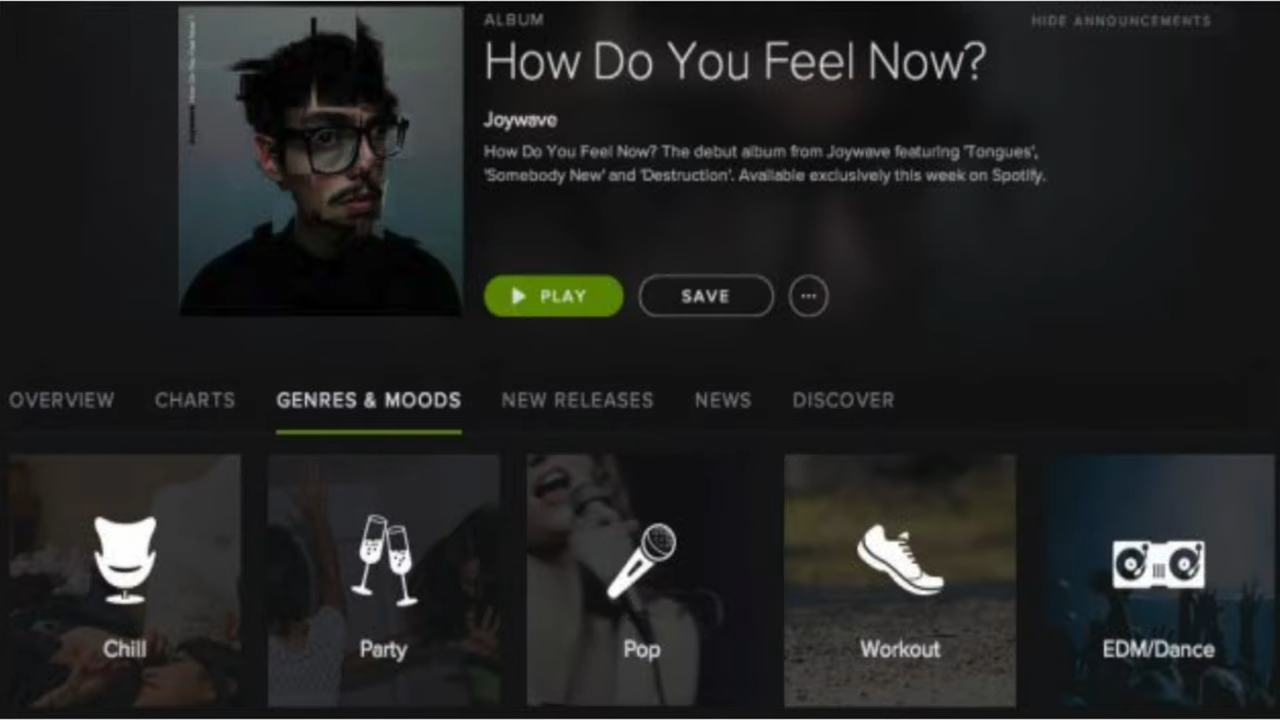 ALBUM
HIDE ANNOUNCEMENTS
How Do You Feel Now?
Joywave
How Do You Feel Now? The debut album from Joywave featuring 'Tongues',
'Somebody New' and 'Destruction'. Available exclusively this week on Spotify.
PLAY
SAVE
OVERVIEW
CHARTS
GENRES & MOODS
NEW RELEASES
NEWS
DISCOVER
Chill
Party
Pop
Workout
EDM/Dance